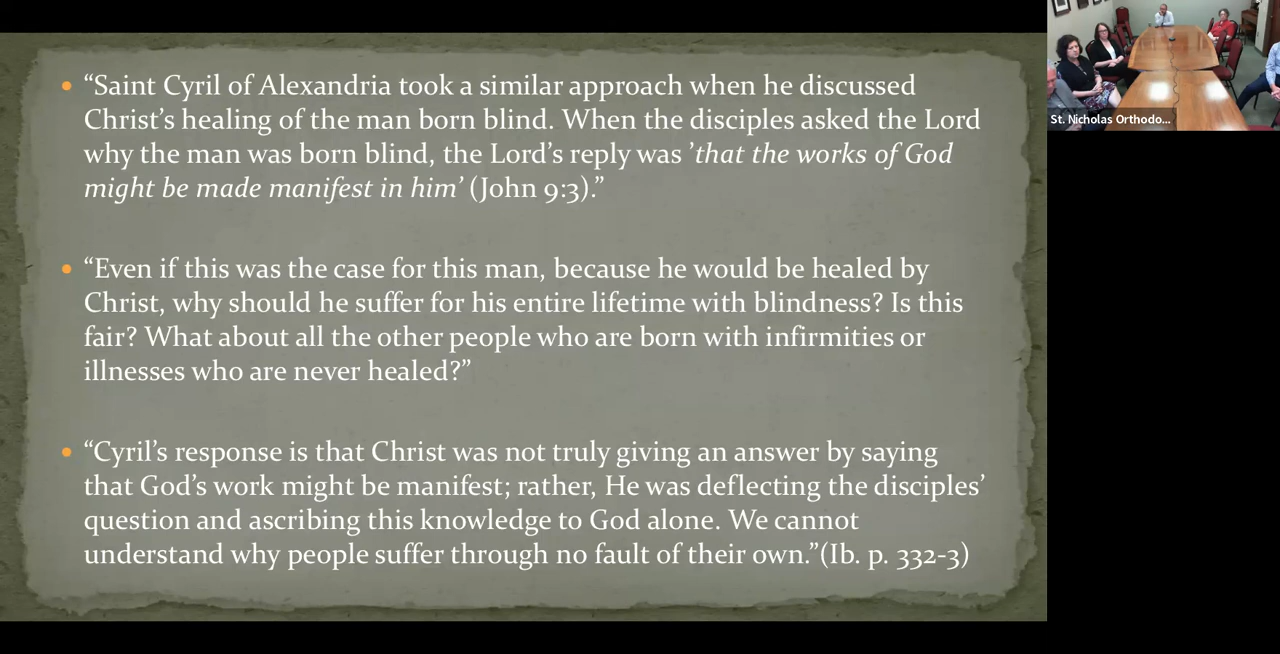 • “Saint Cyril of Alexandria took a similar approach when he discussed
Christ’s healing of the man born blind. When the disciples asked the Lord
why the man was born blind, the Lord’s reply was ’that the works of God
might be made manifest in him’ (John 9:3).”
• “Even if this was the case for this man, because he would be healed by
Christ, why should he suffer for his entire lifetime with blindness? Is this
fair? What about all the other people who are born with infirmities or
illnesses who are never healed?”
• “Cyril’s response is that Christ was not truly giving an answer by saying
that God’s work might be manifest; rather, He was deflecting the disciples’
question and ascribing this knowledge to God alone. We cannot
understand why people suffer through no fault of their own.”(Ib. p. 332-3)
St. Nicholas Orthodo...